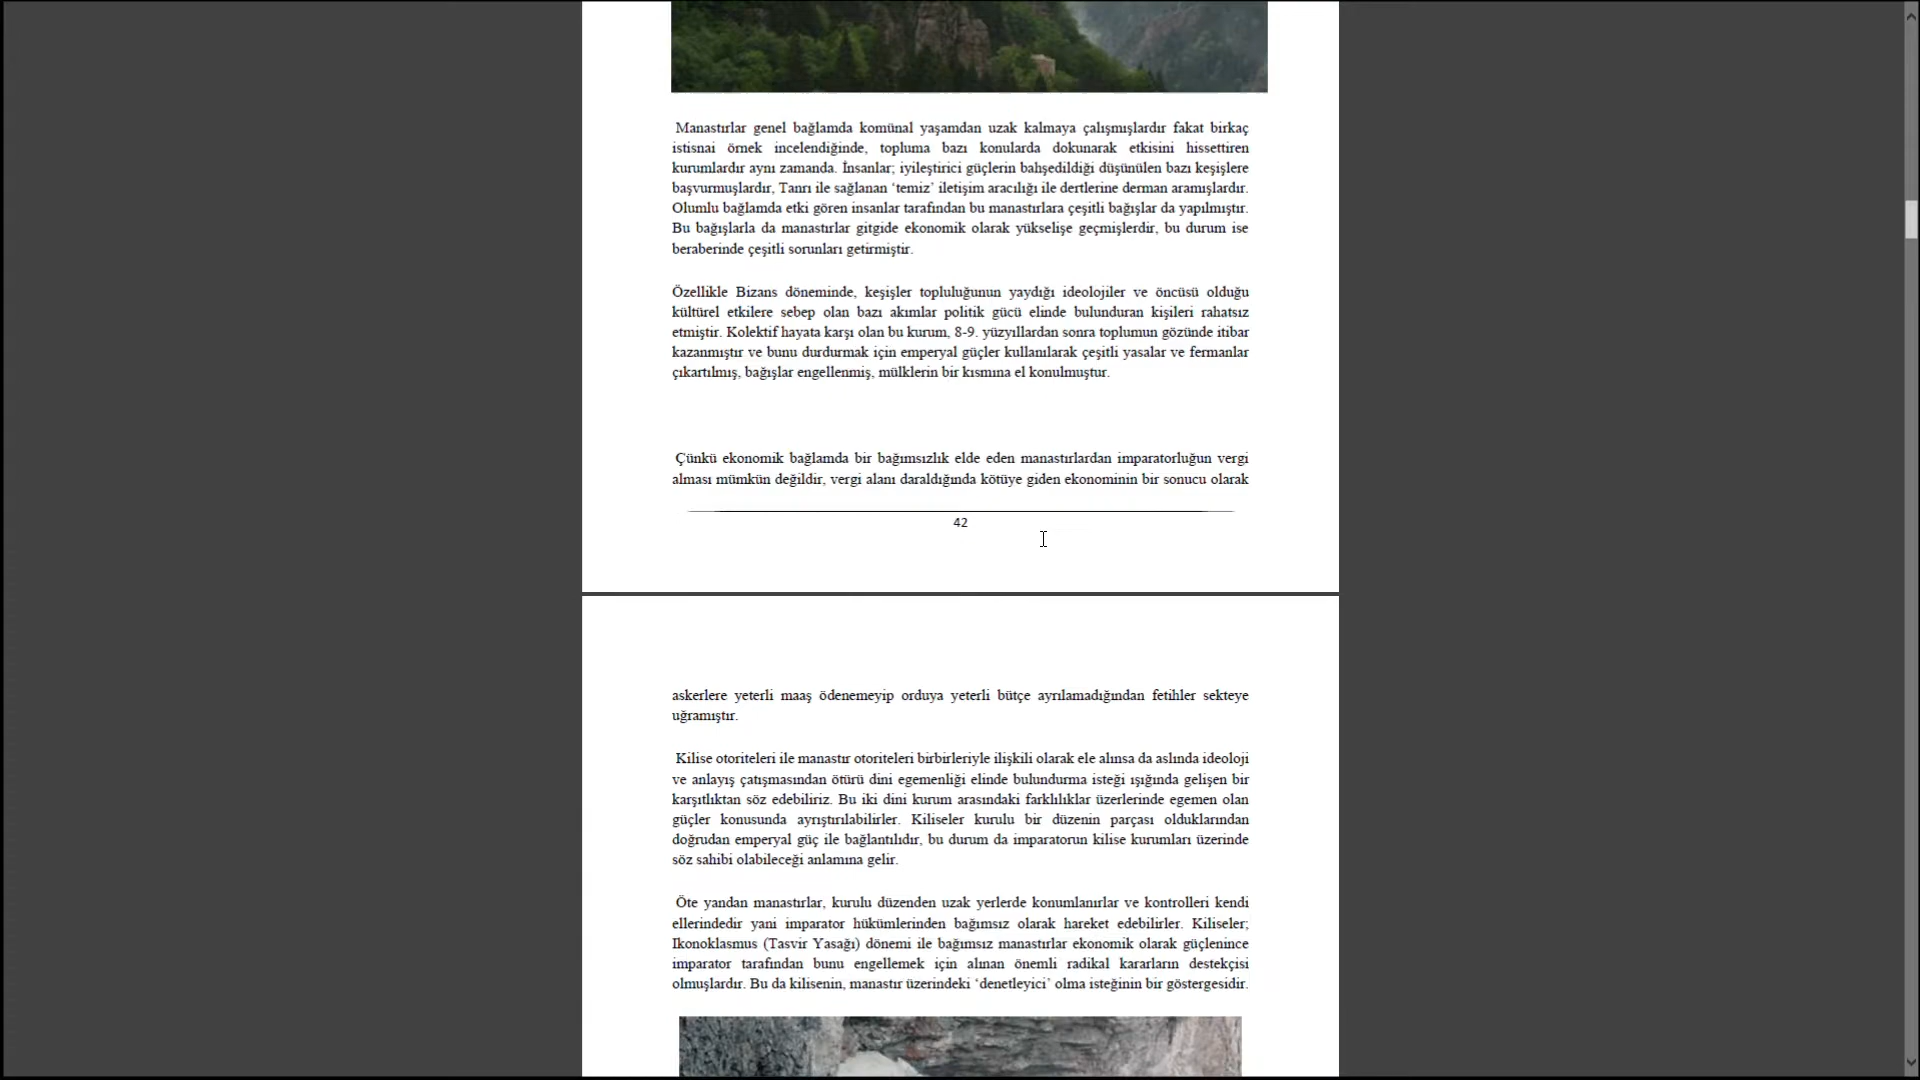 Manastırlar genel bağlamda komünal yaşamdan uzak kalmaya çalışmışlardır fakat birkaç
istisnai örnek incelendiğinde, topluma bazı konularda dokunarak etkisini hissettiren
kurumlardır aynı zamanda. İnsanlar; iyileştirici güçlerin bahşedildiği düşünülen bazı keşişlere
başvurmuşlardır, Tanrı ile sağlanan ‘temiz’ iletişim aracılığı ile dertlerine derman aramışlardır.
Olumlu bağlamda etki gören insanlar tarafından bu manastırlara çeşitli bağışlar da yapılmıştır.
Bu bağışlarla da manastırlar gitgide ekonomik olarak yükselişe geçmişlerdir, bu durum ise
beraberinde çeşitli sorunları getirmiştir.
Özellikle Bizans döneminde, keşişler topluluğunun yaydığı ideolojiler ve öncüsü olduğu
kültürel etkilere sebep olan bazı akımlar politik gücü elinde bulunduran kişileri rahatsız
etmiştir. Kolektif hayata karşı olan bu kurum, 8-9. yüzyıllardan sonra toplumun gözünde itibar
kazanmıştır ve bunu durdurmak için emperyal güçler kullanılarak çeşitli yasalar ve fermanlar
çıkartılmış, bağışlar engellenmiş, mülklerin bir kısmına el konulmuştur.
Çünkü ekonomik bağlamda bir bağımsızlık elde eden manastırlardan imparatorluğun vergi
alması mümkün değildir, vergi alanı daraldığında kötüye giden ekonominin bir sonucu olarak
42
askerlere yeterli maaş ödenemeyip orduya yeterli bütçe ayrılamadığından fetihler sekteye
uğramıştır.
Kilise otoriteleri ile manastır otoriteleri birbirleriyle ilişkili olarak ele alınsa da aslında ideoloji
ve anlayış çatışmasından ötürü dini egemenliği elinde bulundurma isteği ışığında gelişen bir
karşıtlıktan söz edebiliriz. Bu iki dini kurum arasındaki farklılıklar üzerlerinde egemen olan
güçler konusunda ayrıştırılabilirler. Kiliseler kurulu bir düzenin parçası olduklarından
doğrudan emperyal güç ile bağlantılıdır, bu durum da imparatorun kilise kurumları üzerinde
söz sahibi olabileceği anlamına gelir.
Öte yandan manastırlar, kurulu düzenden uzak yerlerde konumlanırlar ve kontrolleri kendi
ellerindedir yani imparator hükümlerinden bağımsız olarak hareket edebilirler. Kiliseler;
Ikonoklasmus (Tasvir Yasağı) dönemi ile bağımsız manastırlar ekonomik olarak güçlenince
imparator tarafından bunu engellemek için alınan önemli radikal kararların destekçisi
olmuşlardır. Bu da kilisenin, manastır üzerindeki ‘denetleyici’ olma isteğinin bir göstergesidir.